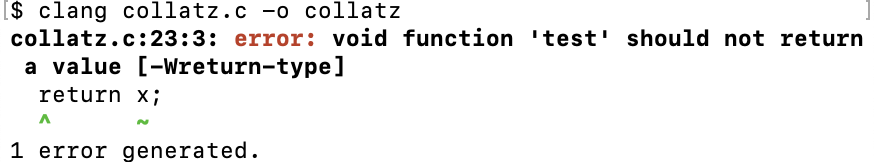 [$ clang collatz.c -o collatz ]
collatz.c:23:3: error: void function 'test' should not return
 a value [-Wreturn-type]
  return x;
  ^      ~
1 error generated.